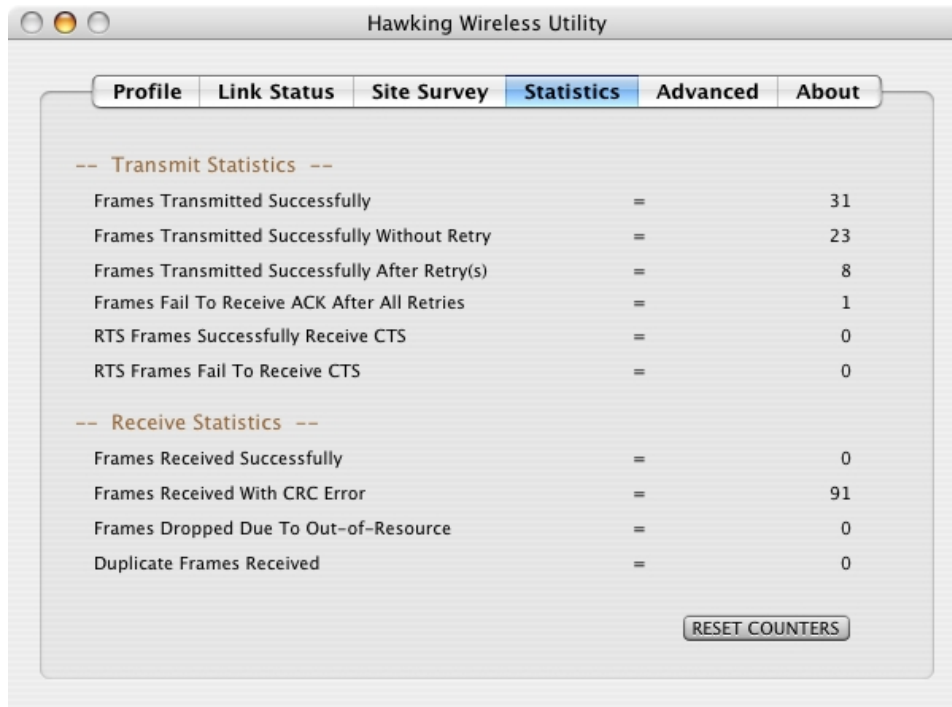 Hawking Wireless Utility
Profile Link Status Site Survey Statistics Advanced About
-- Transmit Statistics --
Frames Transmitted Successfully = 31
Frames Transmitted Successfully Without Retry = 23
Frames Transmitted Successfully After Retry(s) = 8
Frames Fail To Receive ACK After All Retries = 1
RTS Frames Successfully Receive CTS = 0
RTS Frames Fail To Receive CTS = 0
-- Receive Statistics --
Frames Received Successfully = 0
Frames Received With CRC Error = 91
Frames Dropped Due To Out-of-Resource = 0
Duplicate Frames Received = 0
RESET COUNTERS